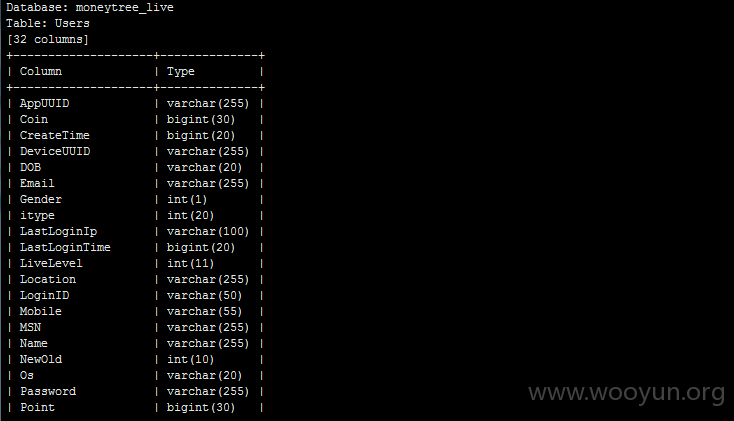 Database: moneytree_live
Table: Users
[32 columns]
+--------------------+--------------+
| Column | Type |
+--------------------+--------------+
| AppUUID | varchar(255) |
| Coin | bigint(30) |
| CreateTime | bigint(20) |
| DeviceUUID | varchar(255) |
| DOB | varchar(20) |
| Email | varchar(255) |
| Gender | int(1) |
| itype | int(20) |
| LastLoginIp | varchar(100) |
| LastLoginTime | bigint(20) |
| LiveLevel | int(11) |
| Location | varchar(255) |
| LoginID | varchar(50) |
| Mobile | varchar(55) |
| MSN | varchar(255) |
| Name | varchar(255) |
| NewOld | int(10) |
| Os | varchar(20) |
| Password | varchar(255) |
| Point | bigint(30) |
www.wooyun.org